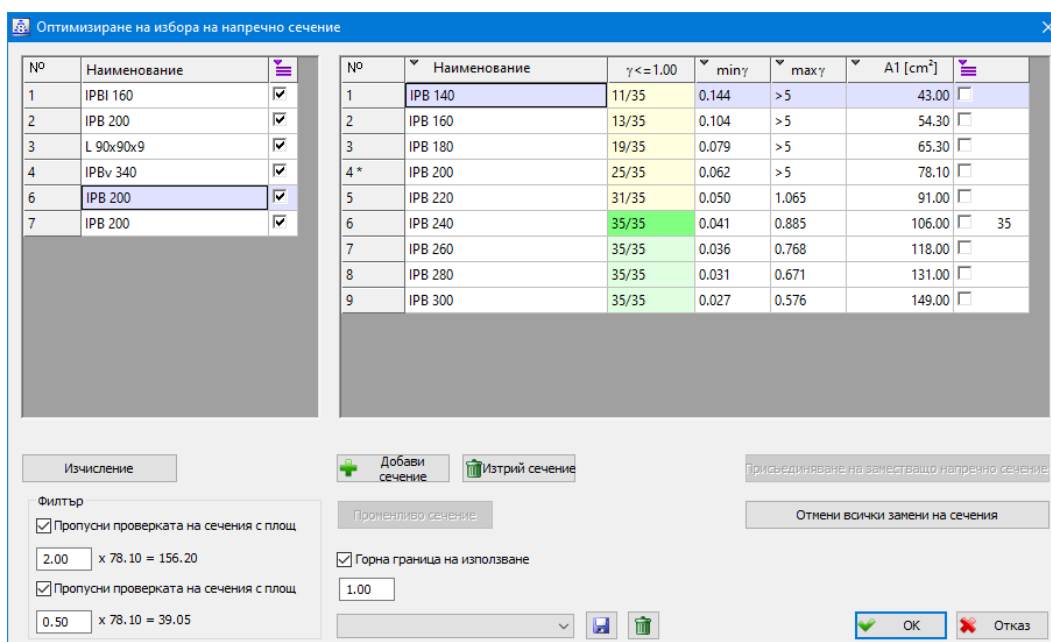 Оптимизиране на избора на напречно сечение
№ Наименование
1 IPBI 160
2 IPB 200
3 L 90x90x9
4 IPBv 340
6 IPB 200
7 IPB 200
№ Наименование γ<=1.00 minγ maxγ A1 [cm²]
1 IPB 140 11/35 0.144 >5 43.00
2 IPB 160 13/35 0.104 >5 54.30
3 IPB 180 19/35 0.079 >5 65.30
4 * IPB 200 25/35 0.062 >5 78.10
5 IPB 220 31/35 0.050 1.065 91.00
6 IPB 240 35/35 0.041 0.885 106.00 35
7 IPB 260 35/35 0.036 0.768 118.00
8 IPB 280 35/35 0.031 0.671 131.00
9 IPB 300 35/35 0.027 0.576 149.00
Изчисление
Добави
сечение
Изтрий сечение
Присъединяване на заместващо напречно сечение
Филтър
Пропусни проверката на сечения с площ
2.00 x 78.10 = 156.20
Пропусни проверката на сечения с площ
0.50 x 78.10 = 39.05
Променливо сечение
Отмени всички замени на сечения
Горна граница на използване
1.00
OK
Отказ